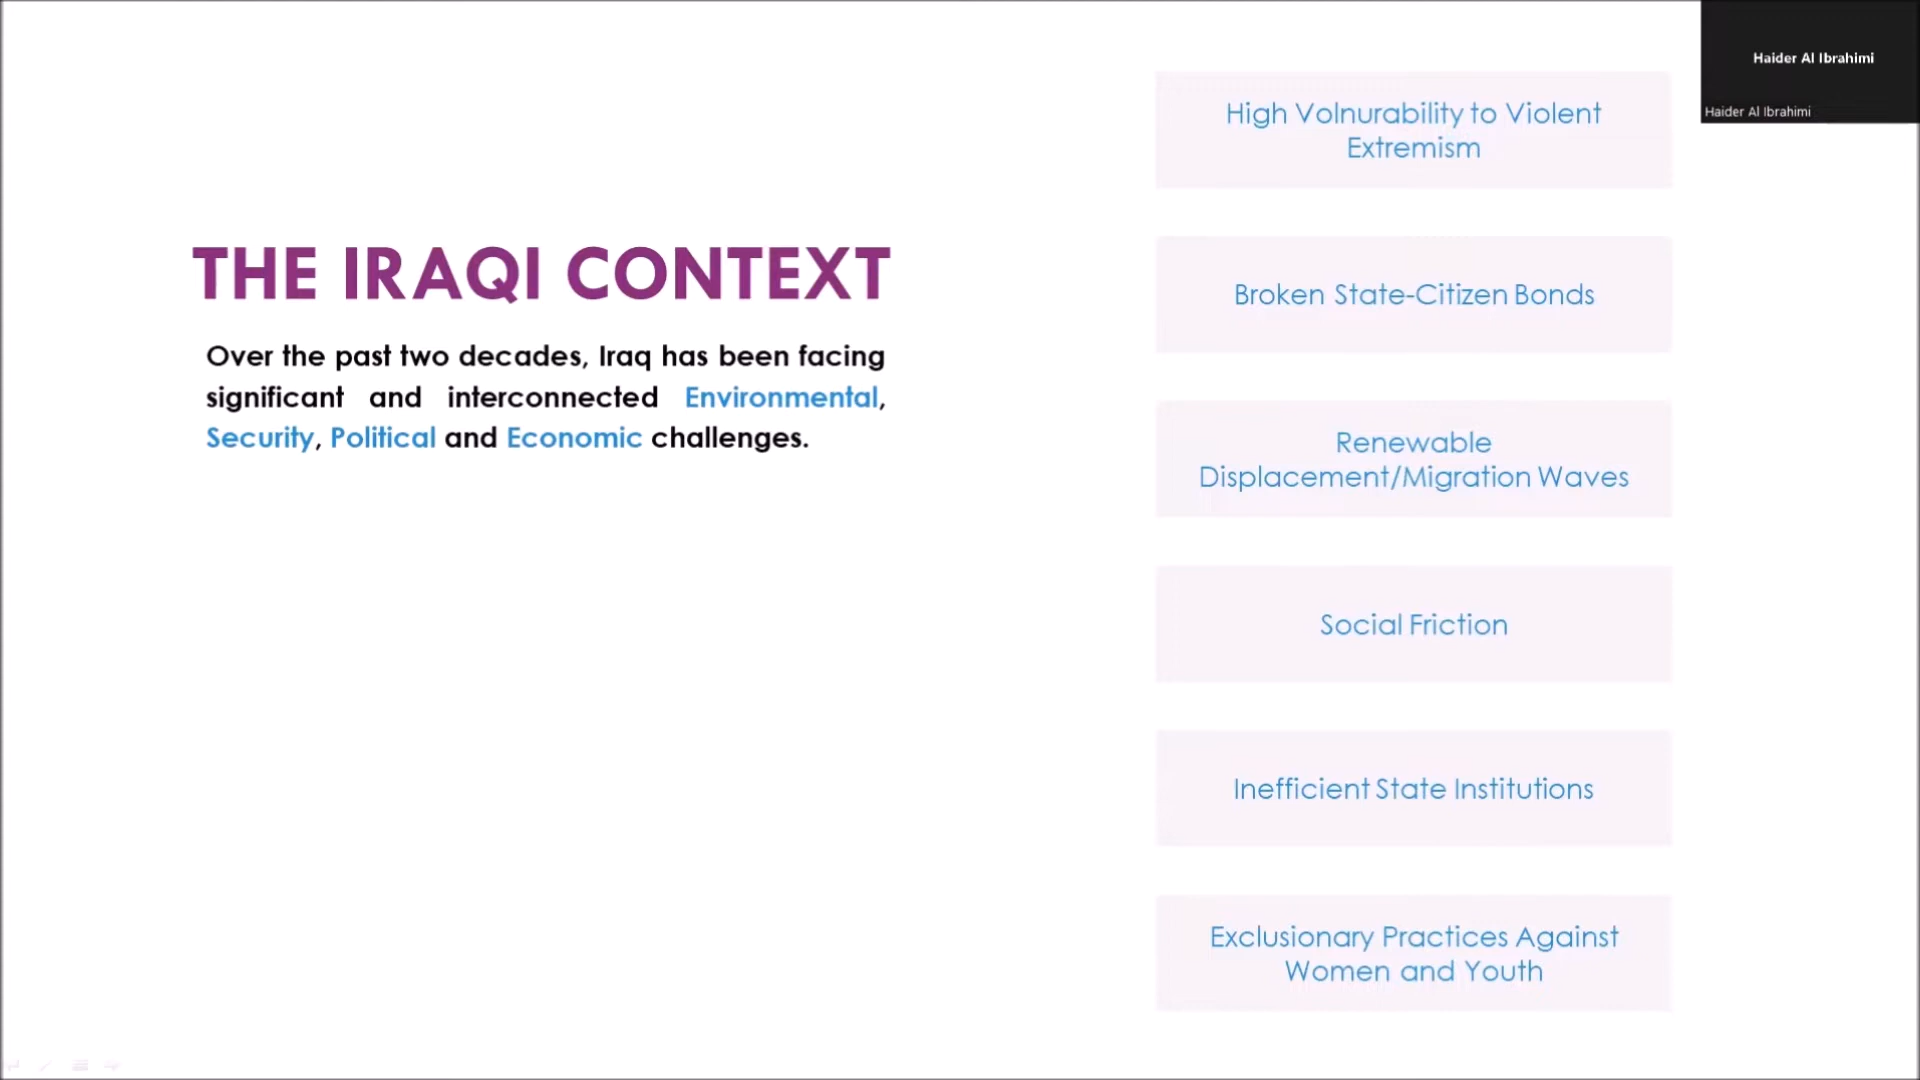 THE IRAQI CONTEXT
Over the past two decades, Iraq has been facing
significant and interconnected Environmental,
Security, Political and Economic challenges.
High Volnurability to Violent
Extremism
Broken State-Citizen Bonds
Renewable
Displacement/Migration Waves
Social Friction
Inefficient State Institutions
Exclusionary Practices Against
Women and Youth
Haider Al Ibrahimi
Haider Al Ibrahimi